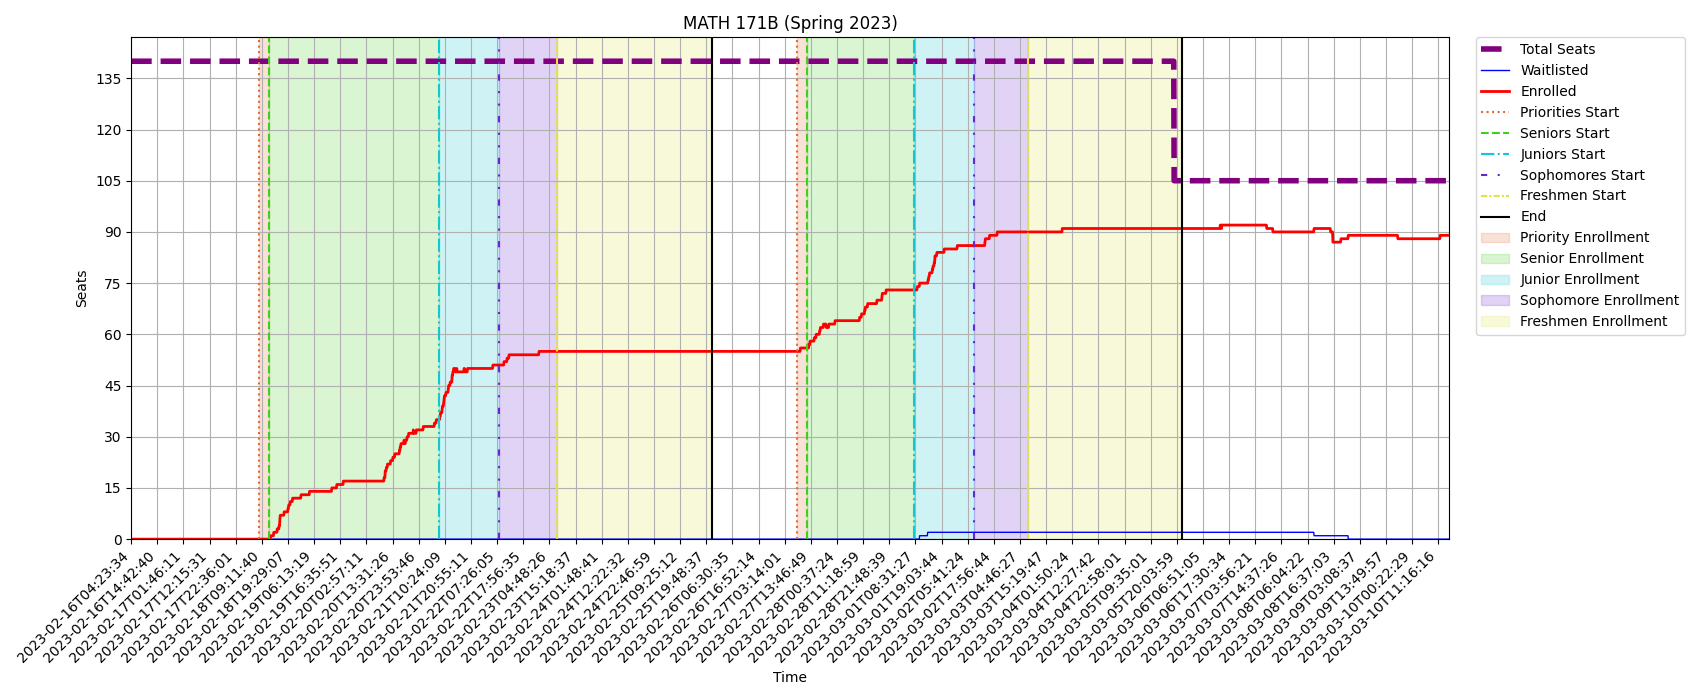 MATH 171B (Spring 2023)
Seats
135
120
105
90
75
60
45
30
15
0
2023-02-16T04:23:34
2023-02-16T14:42:40
2023-02-17T01:46:11
2023-02-17T12:15:31
2023-02-17T22:36:01
2023-02-18T09:11:40
2023-02-18T19:29:07
2023-02-19T06:13:19
2023-02-19T16:35:51
2023-02-20T02:57:11
2023-02-20T13:31:26
2023-02-20T23:53:46
2023-02-21T10:24:09
2023-02-21T20:55:11
2023-02-22T07:26:05
2023-02-22T17:56:35
2023-02-23T04:48:26
2023-02-23T15:18:37
2023-02-24T01:48:41
2023-02-24T12:22:32
2023-02-24T22:46:59
2023-02-25T09:25:12
2023-02-25T19:48:37
2023-02-26T06:30:35
2023-02-26T16:52:14
2023-02-27T03:14:01
2023-02-27T13:46:49
2023-02-28T00:37:24
2023-02-28T11:18:59
2023-02-28T21:48:39
2023-03-01T08:31:27
2023-03-01T19:03:44
2023-03-02T05:41:24
2023-03-02T17:56:44
2023-03-03T04:46:27
2023-03-03T15:19:47
2023-03-04T01:50:24
2023-03-04T12:27:42
2023-03-04T22:58:01
2023-03-05T09:35:01
2023-03-05T20:03:59
2023-03-06T06:51:05
2023-03-06T17:30:34
2023-03-07T03:56:21
2023-03-07T14:37:26
2023-03-08T06:04:22
2023-03-08T16:37:03
2023-03-09T03:08:37
2023-03-09T13:49:57
2023-03-10T00:22:29
2023-03-10T11:16:16
Time
Total Seats
Waitlisted
Enrolled
Priorities Start
Seniors Start
Juniors Start
Sophomores Start
Freshmen Start
End
Priority Enrollment
Senior Enrollment
Junior Enrollment
Sophomore Enrollment
Freshmen Enrollment